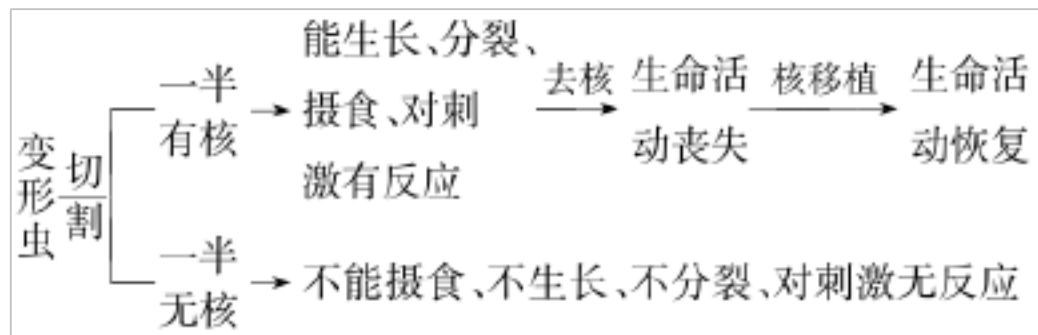 变形虫
切割
一半
有核
能生长、分裂、
摄食、对刺
激有反应
去核
生命活
动丧失
核移植
生命活
动恢复
一半
无核
不能摄食、不生长、不分裂、对刺激无反应